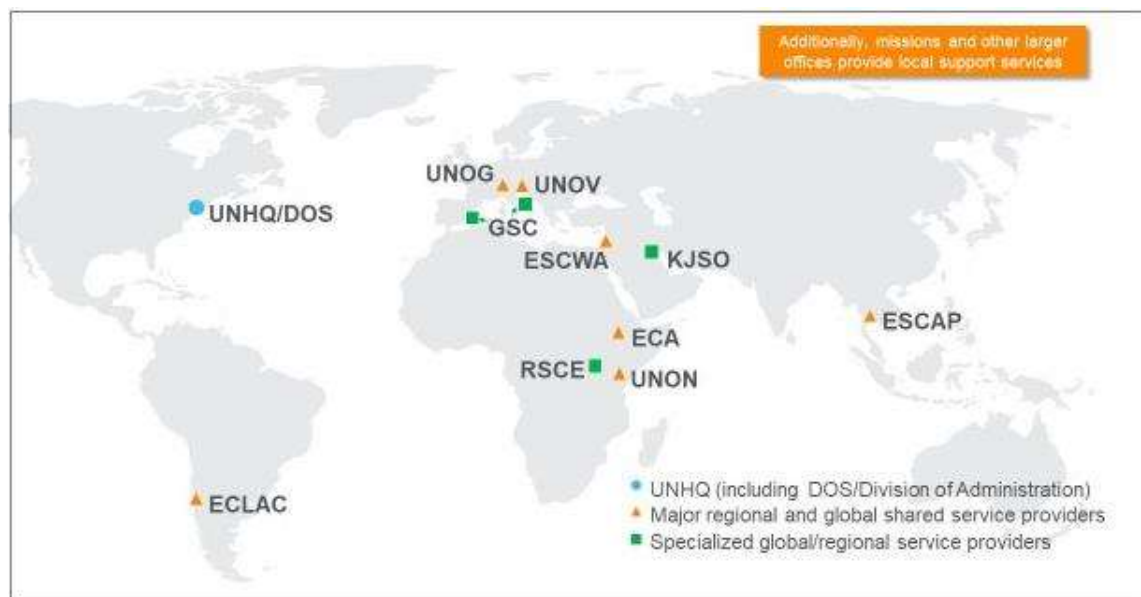 Additionally, missions and other larger
offices provide local support services
UNOG
UNOV
UNHQ/DOS
GSC
ESCWA
KJSO
ESCAP
ECA
RSCE
UNON
ECLAC
UNHQ (including DOS/Division of Administration)
Major regional and global shared service providers
Specialized global/regional service providers